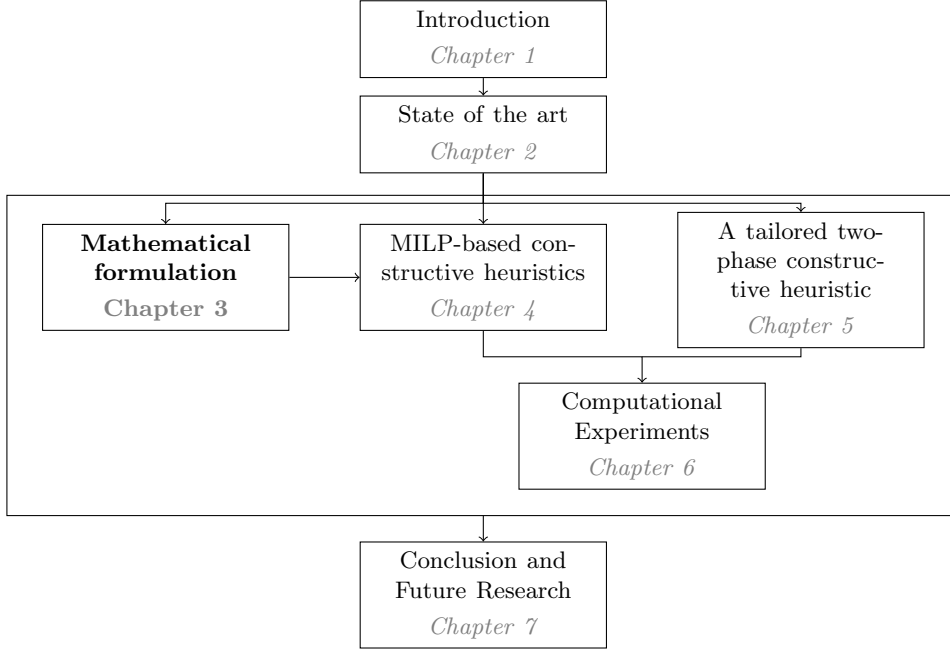 Introduction
Chapter 1
State of the art
Chapter 2
Mathematical
formulation
Chapter 3
MILP-based con-
structive heuristics
Chapter 4
A tailored two-
phase construc-
tive heuristic
Chapter 5
Computational
Experiments
Chapter 6
Conclusion and
Future Research
Chapter 7